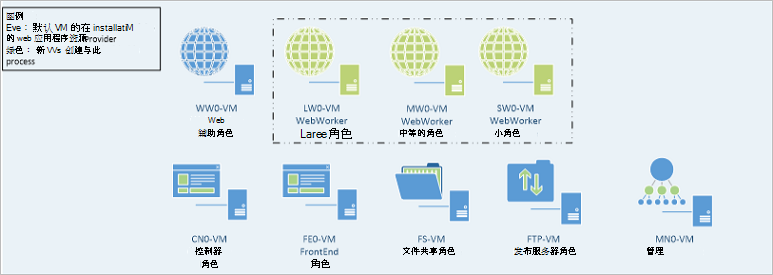 图例
Eve：默认 VM 的在 installatiM
的 web 应用程序资源Provider
绿色：新 VVs 创建与此
process
WW0-VM
Web
辅助角色
LW0-VM
WebWorker
Laree 角色
MW0-VM
WebWorker
中等的角色
SW0-VM
WebWorker
小角色
CN0-VM
控制器
角色
FE0-VM
FrontEnd
角色
FS-VM
文件共享角色
FTP-VM
发布服务器角色
MN0-VM
管理